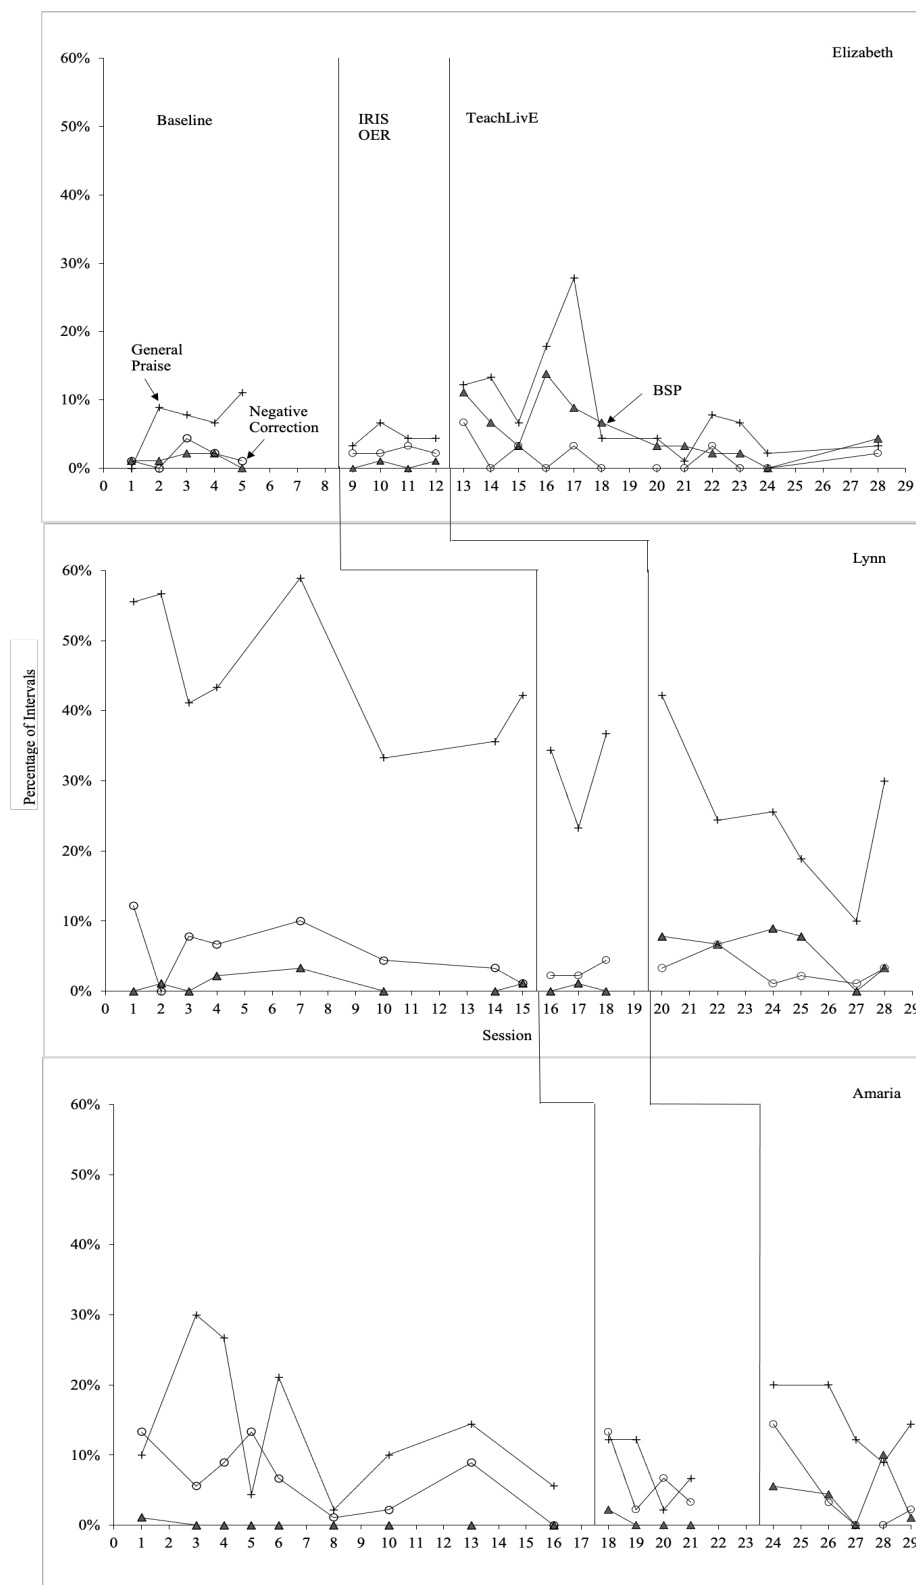 Elizabeth
60%
Baseline
IRIS
OER
TeachLivE
50%
40%
30%
20%
General
Praise
Negative
Correction
BSP
10%
0%
0 1 2 3 4 5 6 7 8 9 10 11 12 13 14 15 16 17 18 19 20 21 22 23 24 25 26 27 28 29
Lynn
60%
50%
40%
30%
20%
10%
0%
0 1 2 3 4 5 6 7 8 9 10 11 12 13 14 15 16 17 18 19 20 21 22 23 24 25 26 27 28 29
Percentage of Intervals
Session
Amaria
60%
50%
40%
30%
20%
10%
0%
0 1 2 3 4 5 6 7 8 9 10 11 12 13 14 15 16 17 18 19 20 21 22 23 24 25 26 27 28 29